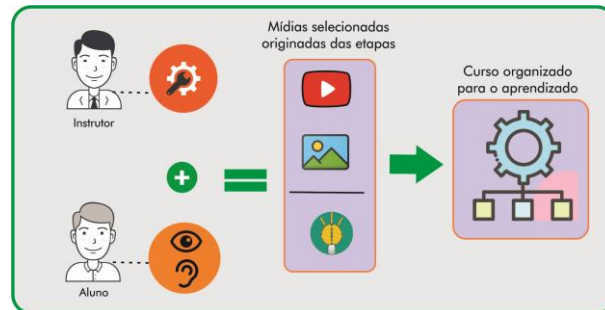 Mídias selecionadas
originadas das etapas
Curso organizado
para o aprendizado
Instrutor
Aluno